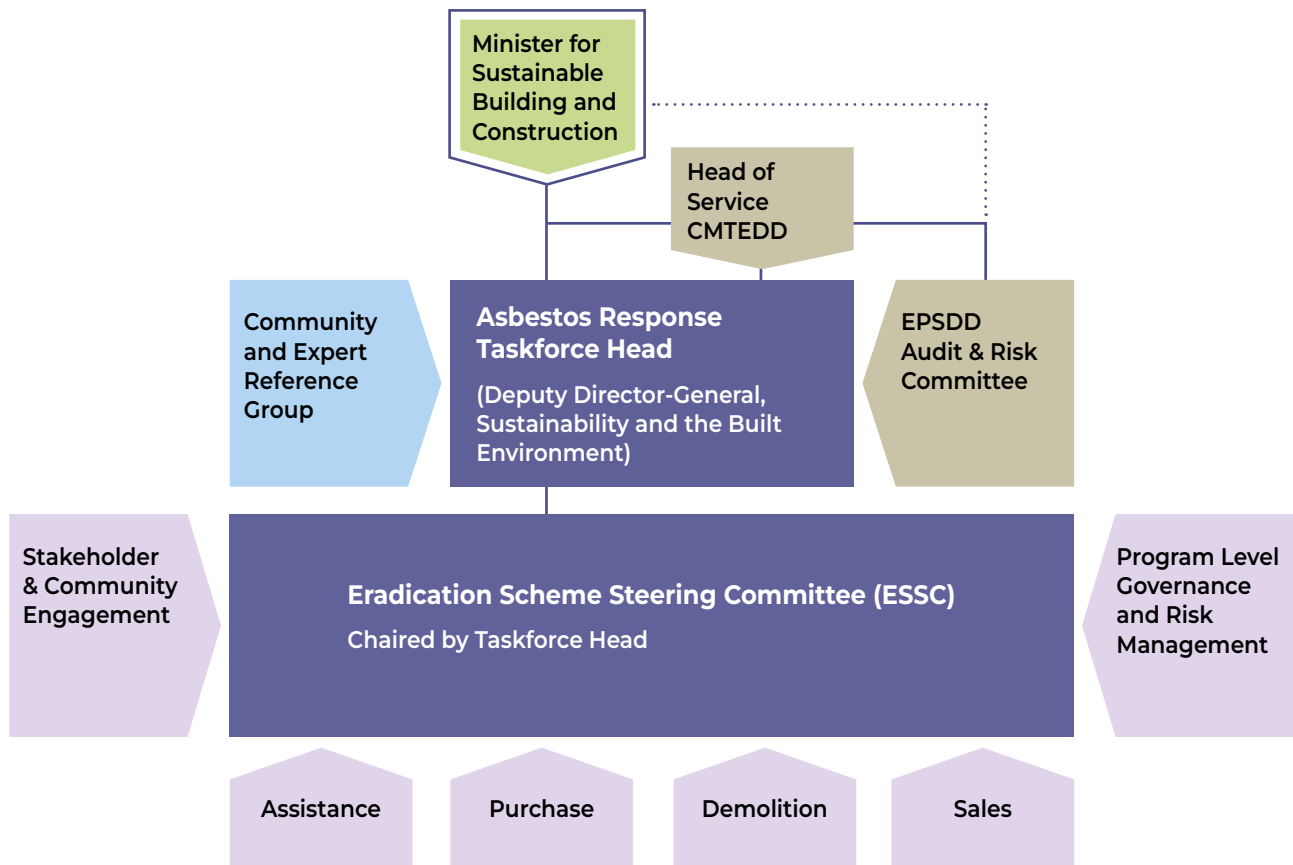 Minister for
Sustainable
Building and
Construction
Head of
Service
CMTEDD
Community
and Expert
Reference
Group
Asbestos Response
Taskforce Head
(Deputy Director-General,
Sustainability and the Built
Environment)
EPSDD
Audit & Risk
Committee
Stakeholder
& Community
Engagement
Eradication Scheme Steering Committee (ESSC)
Chaired by Taskforce Head
Program Level
Governance
and Risk
Management
Assistance
Purchase
Demolition
Sales